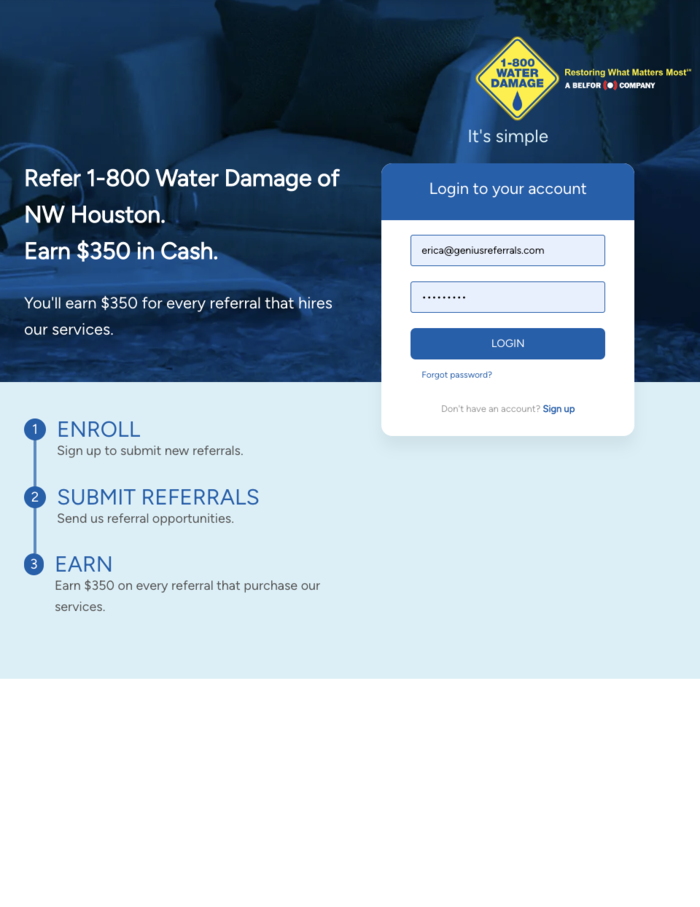 1-800
WATER
DAMAGE
Restoring What Matters Most℠
A BELFOR COMPANY
It's simple
Refer 1-800 Water Damage of
NW Houston.
Earn $350 in Cash.
You'll earn $350 for every referral that hires
our services.
Login to your account
erica@geniusreferrals.com
•••••••••
LOGIN
Forgot password?
Don't have an account? Sign up
1 ENROLL
Sign up to submit new referrals.
2 SUBMIT REFERRALS
Send us referral opportunities.
3 EARN
Earn $350 on every referral that purchase our
services.